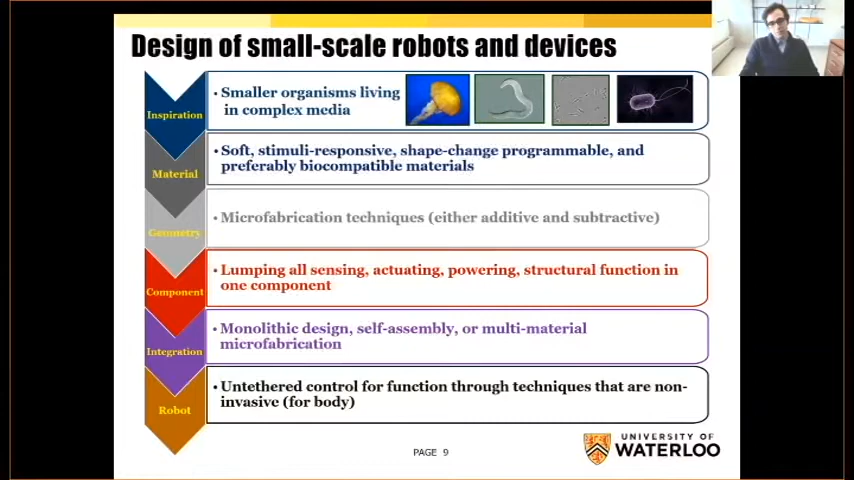 Design of small-scale robots and devices
Inspiration
• Smaller organisms living
in complex media
Material
• Soft, stimuli-responsive, shape-change programmable, and
preferably biocompatible materials
Geometry
• Microfabrication techniques (either additive and subtractive)
Component
• Lumping all sensing, actuating, powering, structural function in
one component
Integration
• Monolithic design, self-assembly, or multi-material
microfabrication
Robot
• Untethered control for function through techniques that are non-
invasive (for body)
PAGE 9
UNIVERSITY OF
WATERLOO